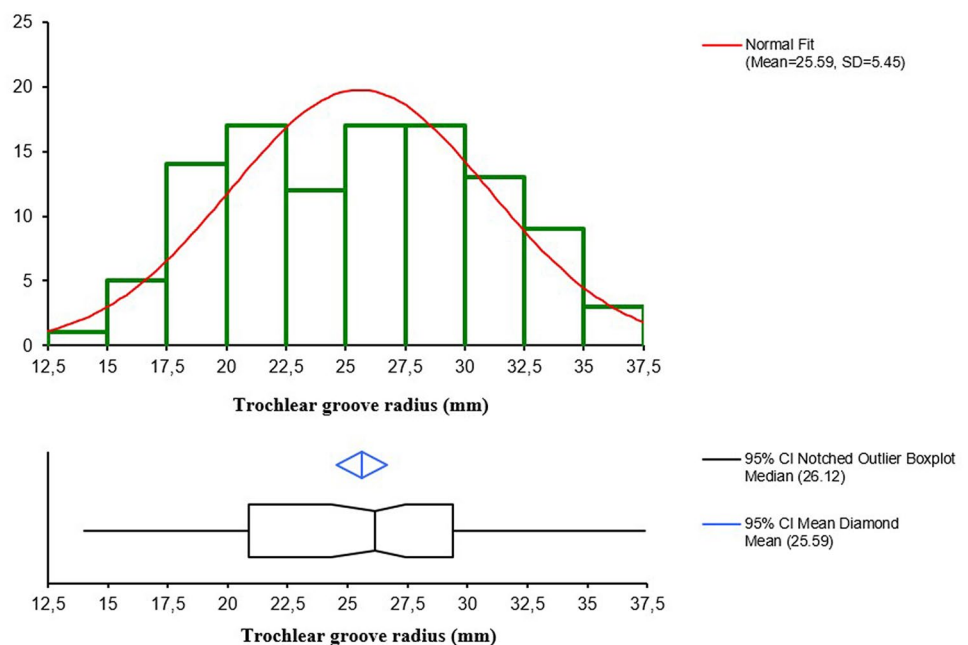 25
20
15
10
5
0
12,5 15 17,5 20 22,5 25 27,5 30 32,5 35 37,5
Trochlear groove radius (mm)
Normal Fit
(Mean=25.59, SD=5.45)
12,5 15 17,5 20 22,5 25 27,5 30 32,5 35 37,5
Trochlear groove radius (mm)
95% CI Notched Outlier Boxplot
Median (26.12)
95% CI Mean Diamond
Mean (25.59)